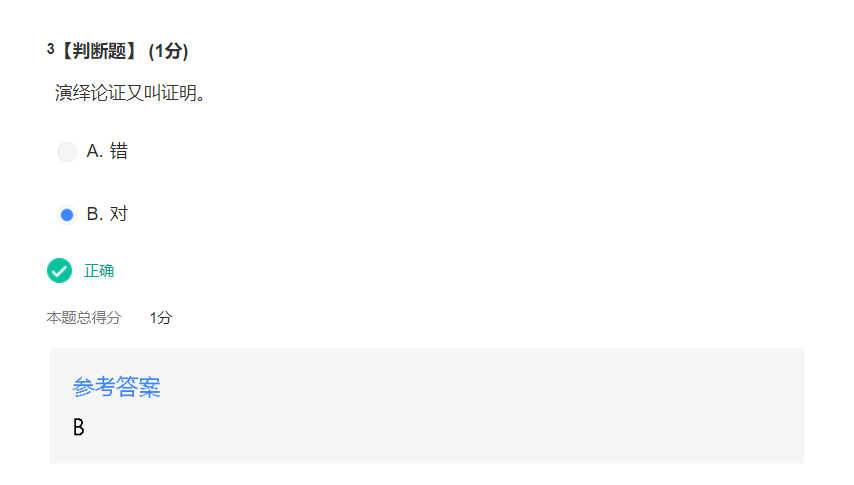 3【判断题】 (1分)
演绎论证又叫证明。
A. 错
B. 对
正确
本题总得分 1分
参考答案
B